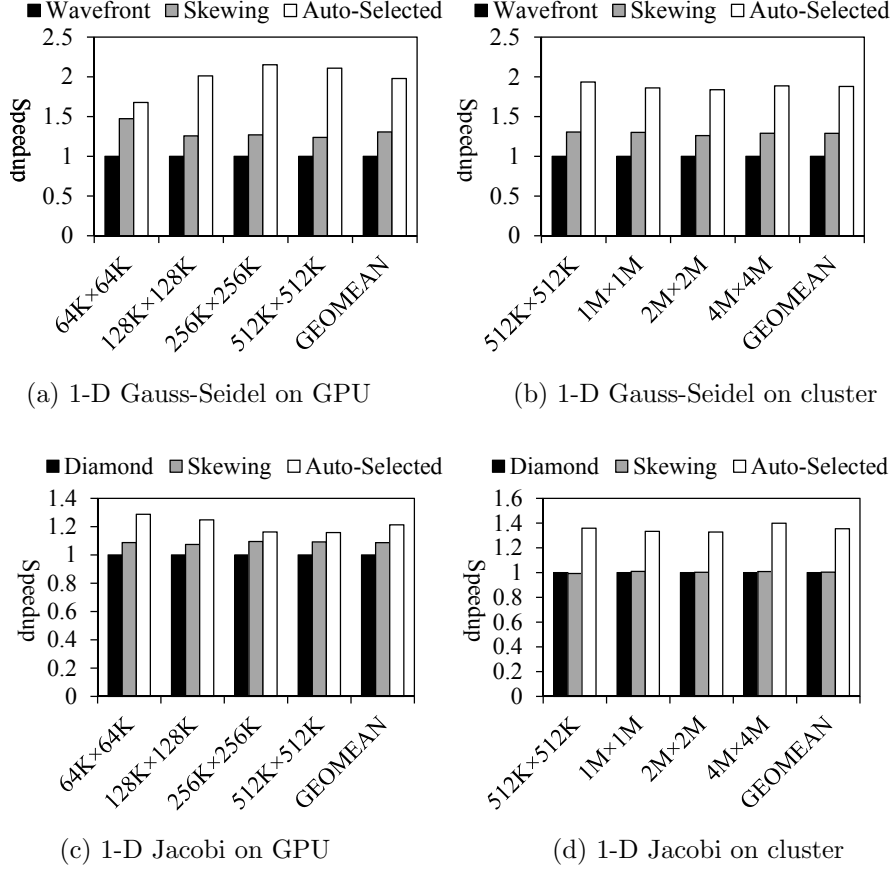 Wavefront Skewing Auto-Selected
Wavefront Skewing Auto-Selected
2.5
2
1.5
1
0.5
0
Speedup
64K×64K
128K×128K
256K×256K
512K×512K
GEOMEAN
2.5
2
1.5
1
0.5
0
Speedup
512K×512K
1M×1M
2M×2M
4M×4M
GEOMEAN
(a) 1-D Gauss-Seidel on GPU
(b) 1-D Gauss-Seidel on cluster
Diamond Skewing Auto-Selected
Diamond Skewing Auto-Selected
1.4
1.2
1
0.8
0.6
0.4
0.2
0
Speedup
64K×64K
128K×128K
256K×256K
512K×512K
GEOMEAN
1.6
1.4
1.2
1
0.8
0.6
0.4
0.2
0
Speedup
512K×512K
1M×1M
2M×2M
4M×4M
GEOMEAN
(c) 1-D Jacobi on GPU
(d) 1-D Jacobi on cluster